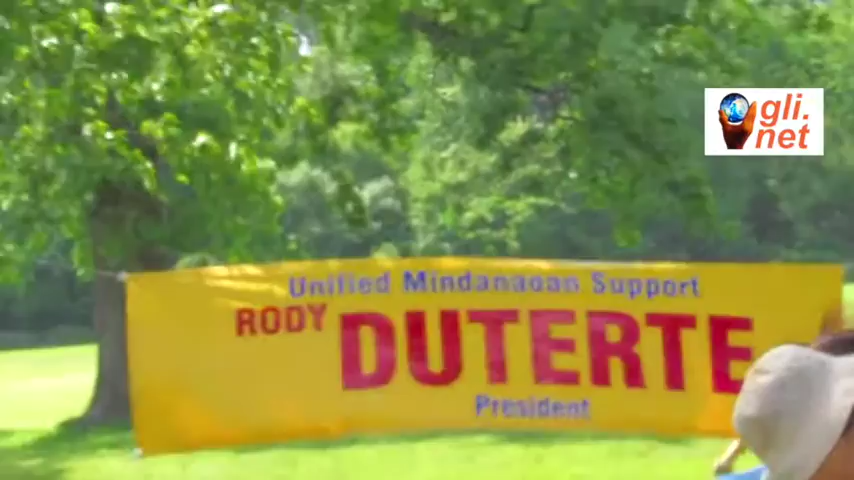 gli.
net
Unified Mindanaoan Support
RODY DUTERTE
President